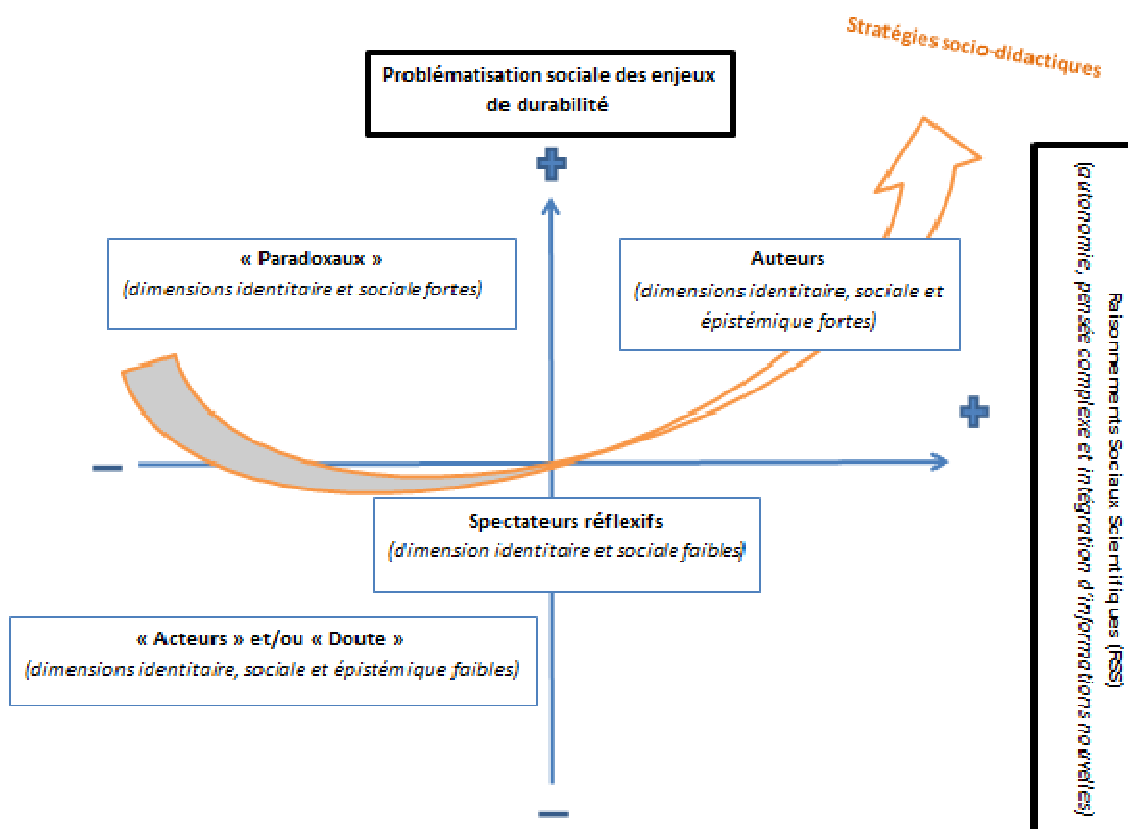 Stratégies socio-didactiques
Problématisation sociale des enjeux
de durabilité
« Paradoxaux »
(dimensions identitaire et sociale fortes)
Auteurs
(dimensions identitaire, sociale et
épistémique fortes)
Spectateurs réflexifs
(dimension identitaire et sociale faibles)
« Acteurs » et/ou « Doute »
(dimensions identitaire, sociale et épistémique faibles)
Raisonnements Sociaux Scientifiques (RSS)
(autonomie, pensée complexe et intégration d'informations nouvelles)